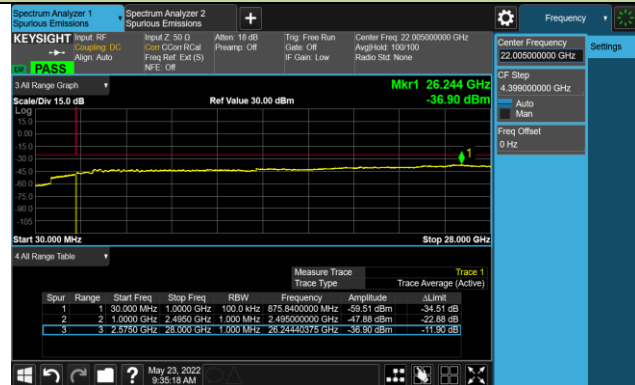 Spectrum Analyzer 1
Spurious Emissions
Spectrum Analyzer 2
Spurious Emissions
Frequency
KEYSIGHT
Input: RF
Coupling: DC
Align: Auto
Input Z: 50 Ω
Corr CCorr RCal
Freq Ref: Ext (S)
NFE: Off
Atten: 18 dB
Preamp: Off
Trig: Free Run
Gate: Off
IF Gain: Low
Center Freq: 22.005000000 GHz
Avg|Hold: 100/100
Radio Std: None
PASS
Center Frequency
22.005000000 GHz
Settings
CF Step
4.399000000 GHz
Auto
Man
Freq Offset
0 Hz
3 All Range Graph
Mkr1 26.244 GHz
Scale/Div 15.0 dB
Ref Value 30.00 dBm
-36.90 dBm
Log
15.0
0.00
-15.0
-30.0
-45.0
-60.0
-75.0
-90.0
-105
1
Start 30.000 MHz
Stop 28.000 GHz
4 All Range Table
Measure Trace Trace 1
Trace Type Trace Average (Active)
Spur Range Start Freq Stop Freq RBW Frequency Amplitude ΔLimit
1 1 30.000 MHz 1.0000 GHz 100.0 kHz 875.8400000 MHz -59.51 dBm -34.51 dB
2 2 1.0000 GHz 2.4950 GHz 1.000 MHz 2.495000000 GHz -47.88 dBm -22.88 dB
3 3 2.5750 GHz 28.000 GHz 1.000 MHz 26.24440375 GHz -36.90 dBm -11.90 dB
May 23, 2022
9:35:18 AM